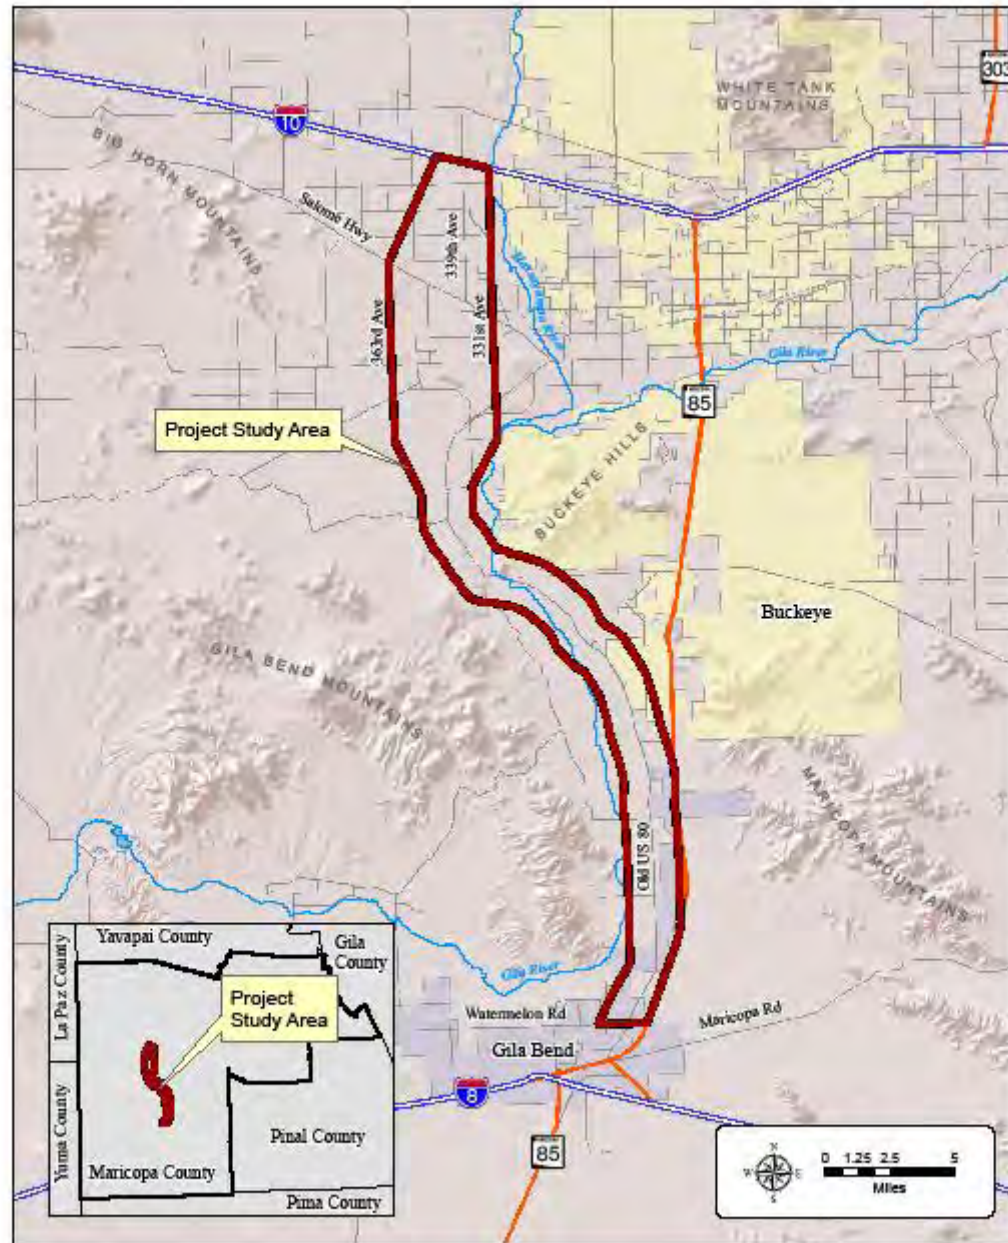 303
WHITE TANK
MOUNTAINS
10
BIG HORN MOUNTAINS
Salome Hwy
339th Ave
331st Ave
363rd Ave
Hassayampa River
Gila River
85
Project Study Area
BUCKEYE HILLS
Buckeye
GILA BEND MOUNTAINS
MARICOPA MOUNTAINS
Old US 80
Gila River
Watermelon Rd
Maricopa Rd
Gila Bend
8
85
Yavapai County
Gila
County
La Paz County
Project
Study Area
Yuma County
Pinal County
Maricopa County
Pima County
N
W
E
S
0 1.25 2.5 5
Miles